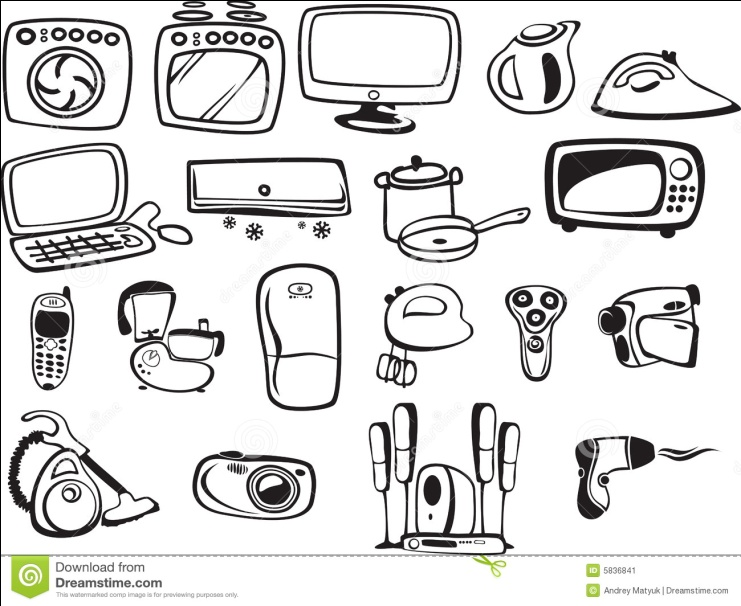 Download from
Dreamstime.com
This watermarked comp image is for previewing purposes only.
ID 5836841
© Andrey Matyuk | Dreamstime.com